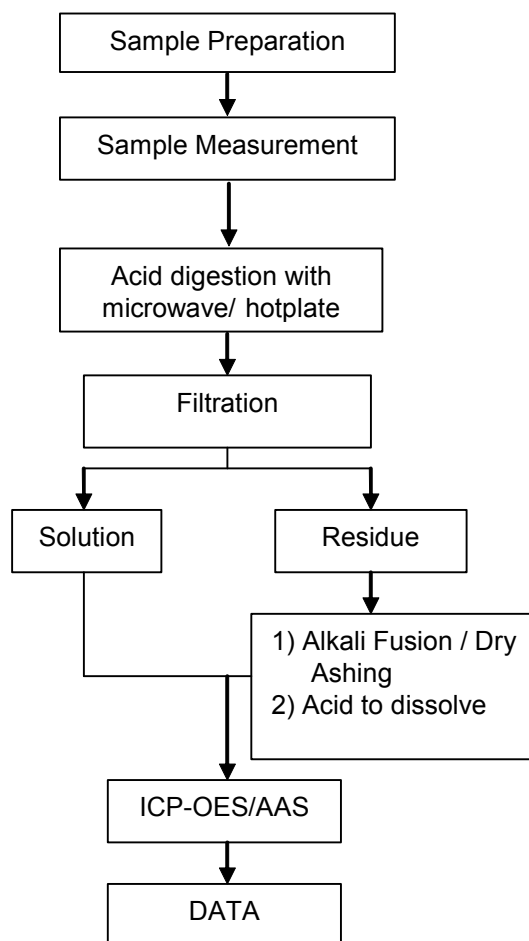 Sample Preparation
Sample Measurement
Acid digestion with
microwave/ hotplate
Filtration
Solution
Residue
1) Alkali Fusion / Dry
Ashing
2) Acid to dissolve
ICP-OES/AAS
DATA